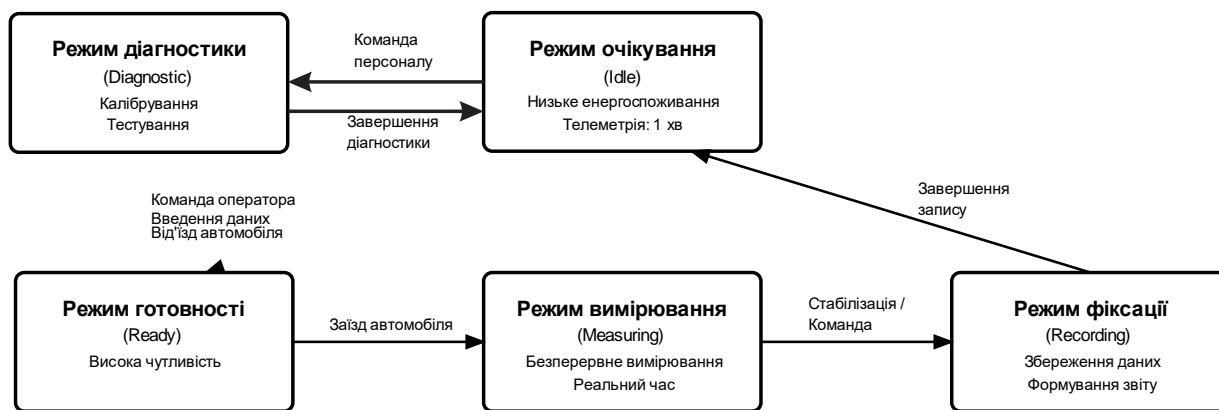 Режим діагностики
(Diagnostic)
Калібрування
Тестування
Команда
персоналу
Завершення
діагностики
Режим очікування
(Idle)
Низьке енергоспоживання
Телеметрія: 1 хв
Завершення
запису
Команда оператора
Введення даних
Від'їзд автомобіля
Режим готовності
(Ready)
Висока чутливість
Заїзд автомобіля
Режим вимірювання
(Measuring)
Безперервне вимірювання
Реальний час
Стабілізація /
Команда
Режим фіксації
(Recording)
Збереження даних
Формування звіту